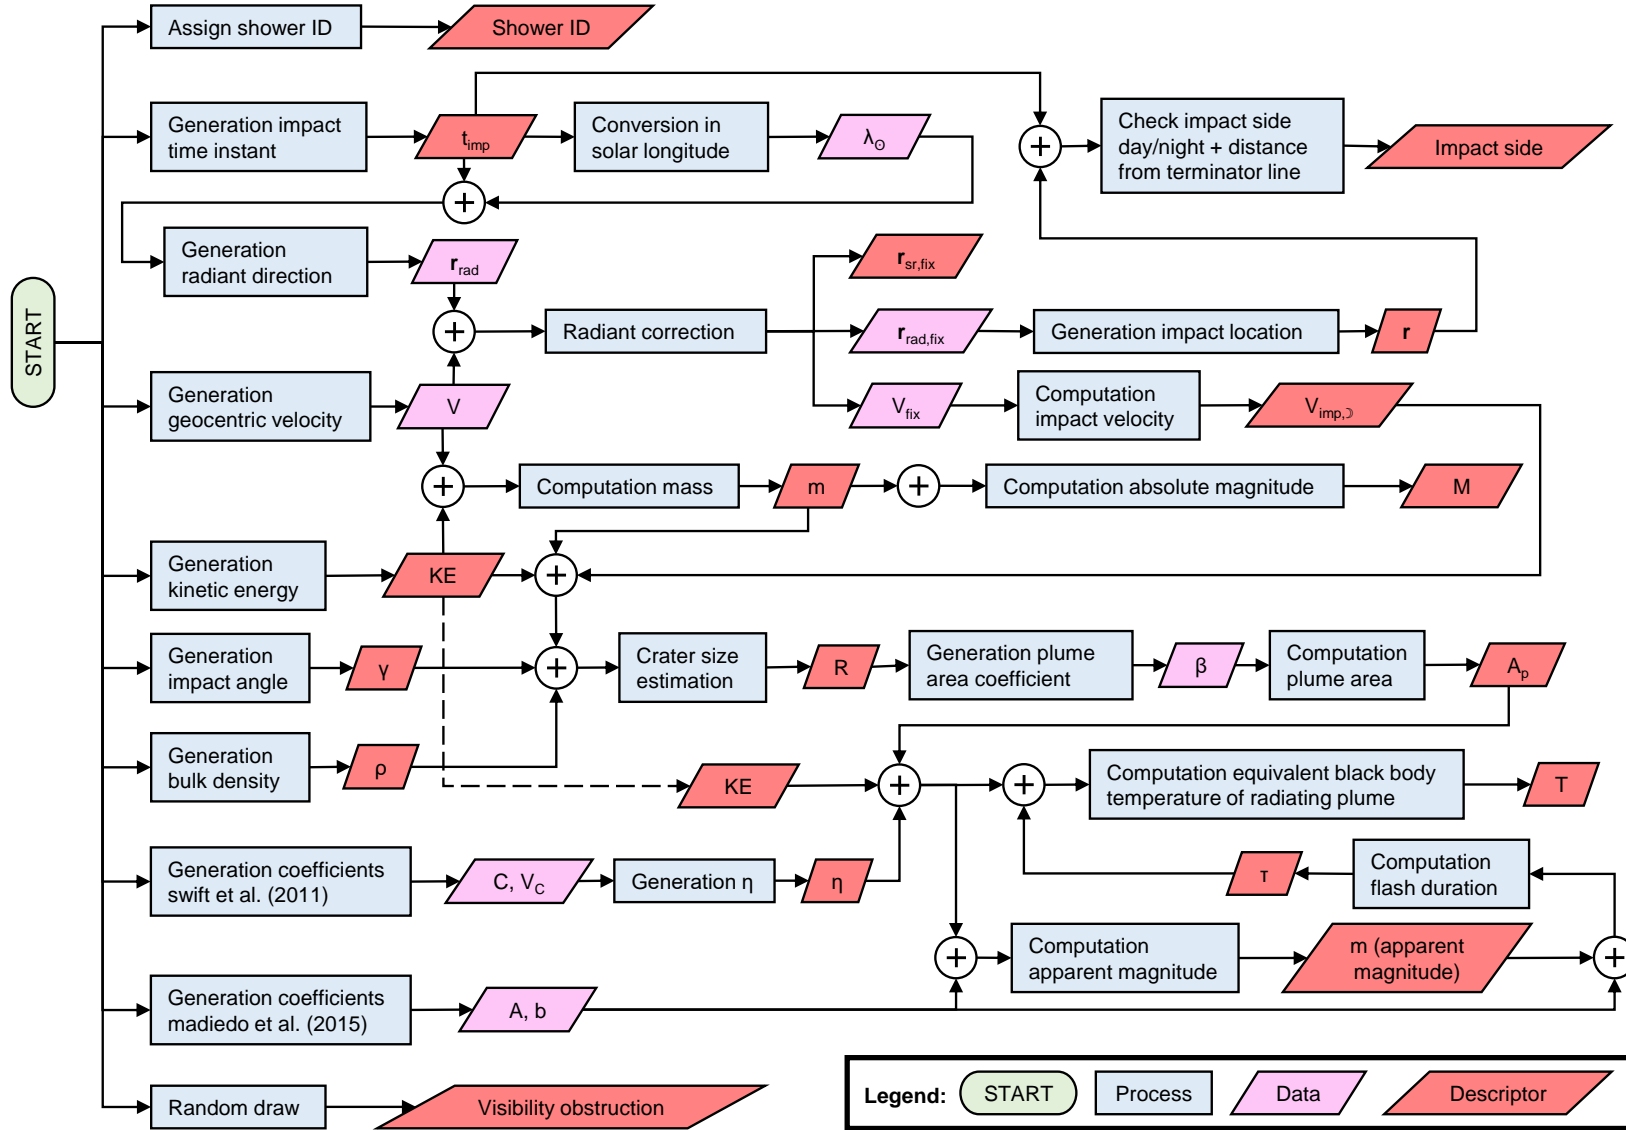 START
Assign shower ID
Shower ID
Generation impact
time instant
t_imp
Conversion in
solar longitude
λ_⊙
Check impact side
day/night + distance
from terminator line
Impact side
+
+
Generation
radiant direction
r_rad
r_sr,fix
+
Radiant correction
r_rad,fix
Generation impact location
r
Generation
geocentric velocity
V
V_fix
Computation
impact velocity
V_imp,☽
+
Computation mass
m
+
Computation absolute magnitude
M
Generation
kinetic energy
KE
+
Generation
impact angle
γ
+
Crater size
estimation
R
Generation plume
area coefficient
β
Computation
plume area
A_p
Generation
bulk density
ρ
KE
+
+
Computation equivalent black body
temperature of radiating plume
T
Generation coefficients
swift et al. (2011)
C, V_C
Generation η
η
τ
Computation
flash duration
+
Computation
apparent magnitude
m (apparent
magnitude)
+
Generation coefficients
madiedo et al. (2015)
A, b
Random draw
Visibility obstruction
Legend:
START
Process
Data
Descriptor